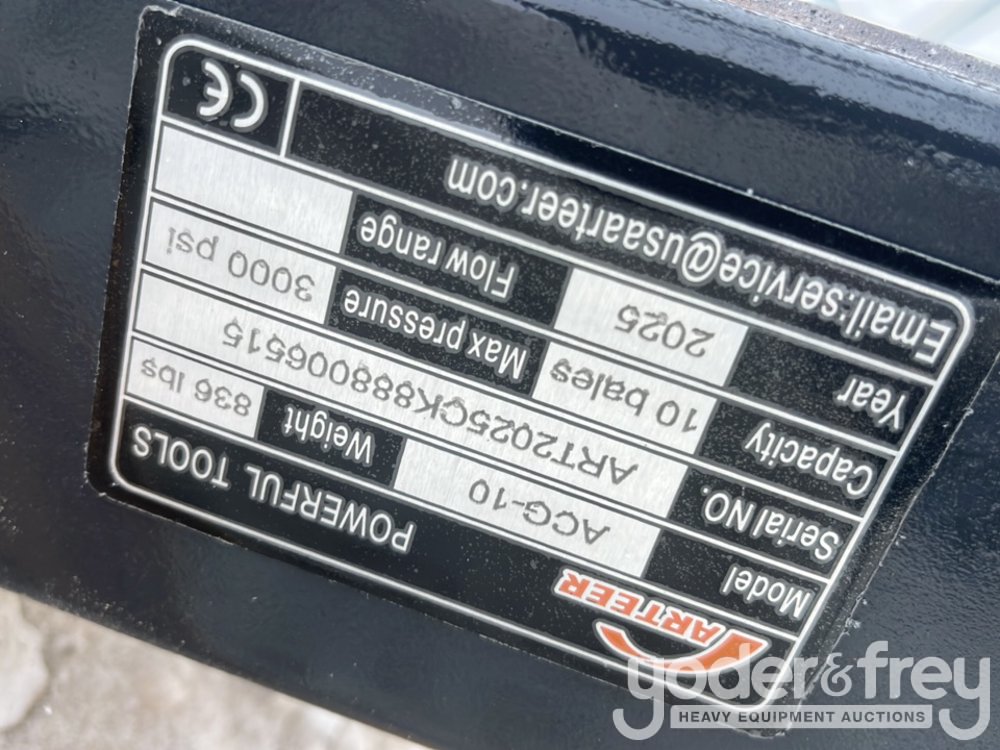 ARTEER
POWERFUL TOOLS
Model ACG-10 Weight 836 lbs
Serial NO. ART2025CK888006515
Capacity 10 bales Max pressure 3000 psi
Year 2025 Flow range
Email:service@usaarteer.com CE
yoder&frey
HEAVY EQUIPMENT AUCTIONS